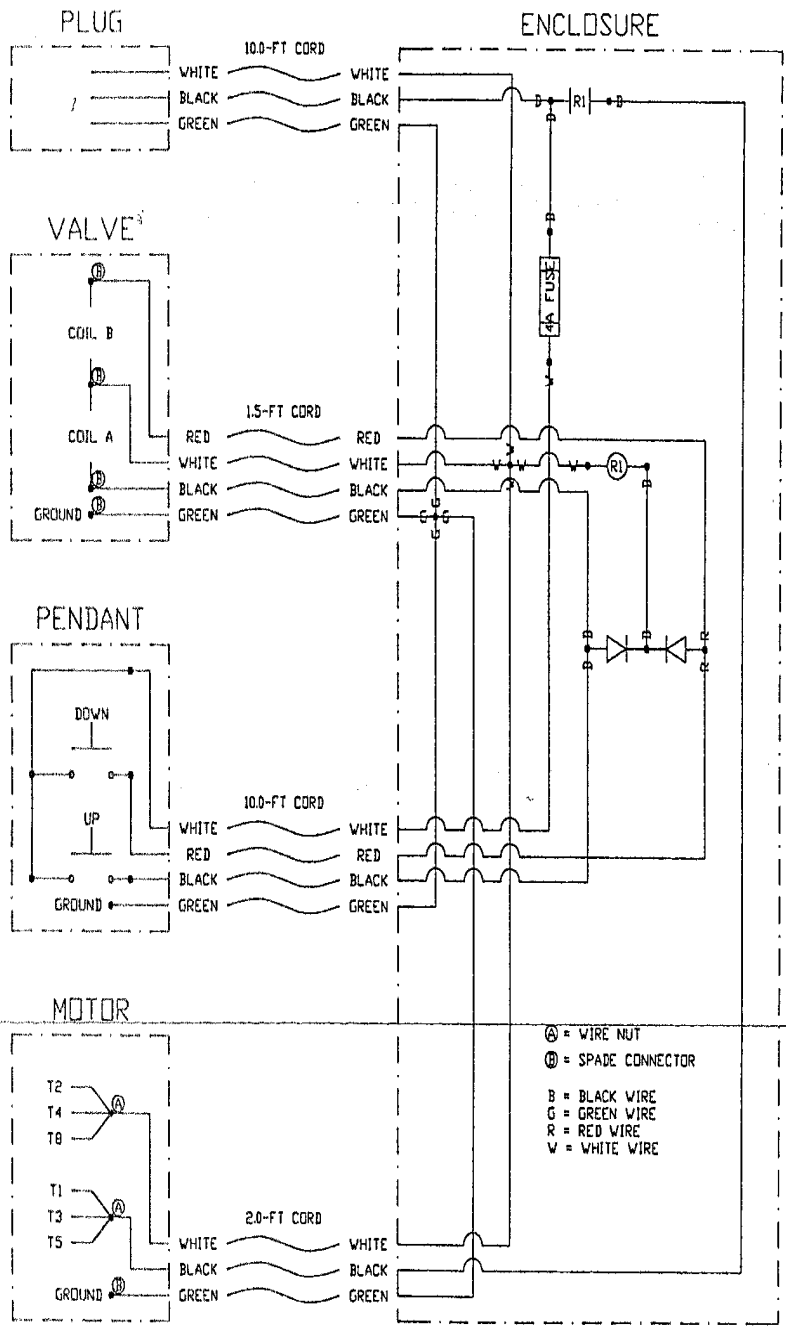 PLUG
ENCLOSURE
10.0-FT CORD
WHITE WHITE
BLACK BLACK
GREEN GREEN
B R1 B
B
B
4A FUSE
W
VALVE
B
COIL B
B
COIL A
B
B
GROUND
1.5-FT CORD
RED RED
WHITE WHITE
BLACK BLACK
GREEN GREEN
W
W W W R1
W
B
G
G G
G
B B R
B R
PENDANT
DOWN
UP
GROUND
10.0-FT CORD
WHITE WHITE
RED RED
BLACK BLACK
GREEN GREEN
MOTOR
T2
T4 A
T8
T1
T3 A
T5
GROUND B
2.0-FT CORD
WHITE WHITE
BLACK BLACK
GREEN GREEN
A = WIRE NUT
B = SPADE CONNECTOR
B = BLACK WIRE
G = GREEN WIRE
R = RED WIRE
W = WHITE WIRE